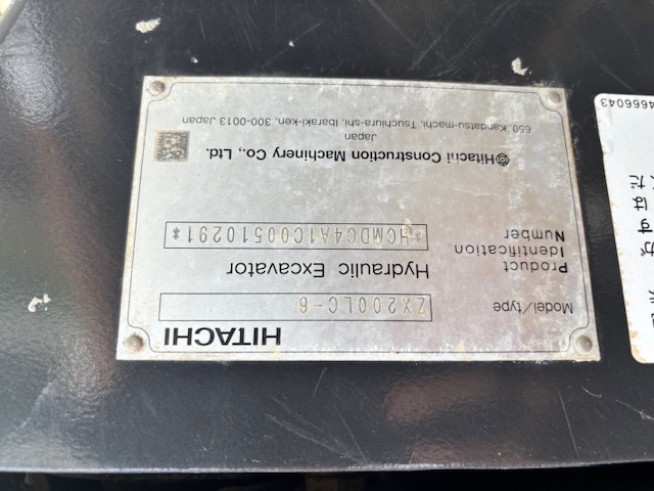 HITACHI
Model/type ZX200LC-6
Hydraulic Excavator
Product
Identification
Number *HCMDC4A1C00510291*
Hitachi Construction Machinery Co., Ltd.
Japan
650, Kandatsu-machi, Tsuchiura-shi, Ibaraki-ken, 300-0013 Japan
4666043